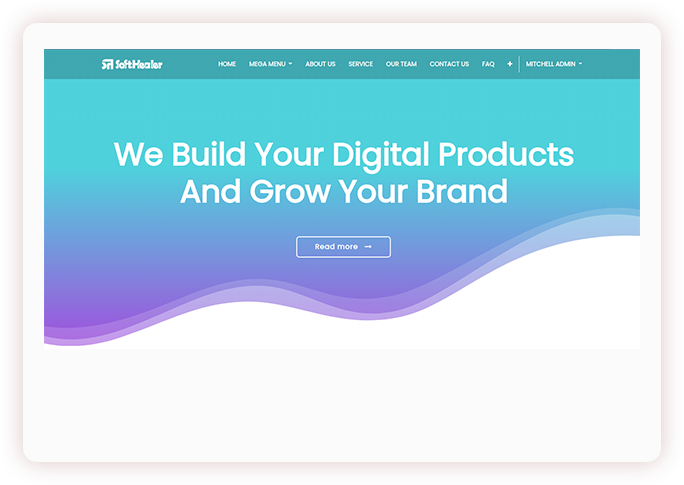 SH SoftHealer HOME MEGA MENU ABOUT US SERVICE OUR TEAM CONTACT US FAQ + MITCHELL ADMIN
We Build Your Digital Products
And Grow Your Brand
Read more →